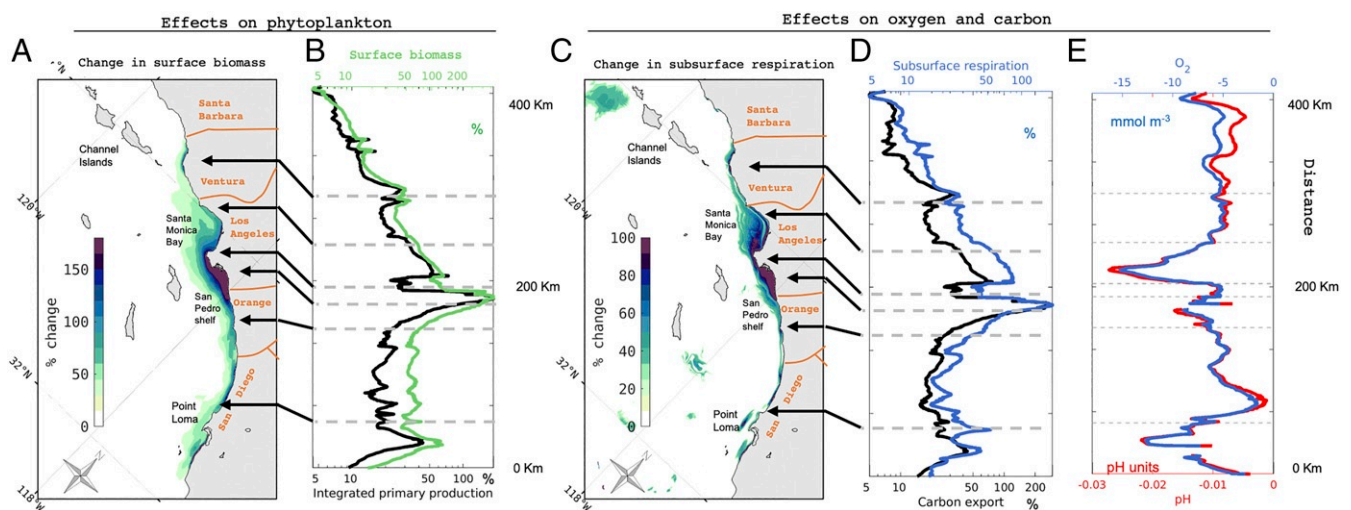 Effects on phytoplankton
Effects on oxygen and carbon
A
B
C
D
E
Surface biomass
Subsurface respiration
O2
Change in surface biomass
5 10 50 100 200
Change in subsurface respiration
5 10 50 100
-15 -10 -5 0
400 Km
400 Km
Santa
Barbara
%
Santa
Barbara
%
mmol m-3
Channel
Islands
Channel
Islands
Distance
Ventura
Ventura
120°W
120°W
Santa
Monica
Bay
Los
Angeles
Santa
Monica
Bay
Los
Angeles
% change
150
100
50
0
% change
100
80
60
40
20
0
200 Km
200 Km
San
Pedro
shelf
Orange
San
Pedro
shelf
Orange
32°N
32°N
San Diego
San Diego
Point
Loma
Point
Loma
0 Km
0 Km
pH units
118
118
5 10 50 100 %
Integrated primary production
5 10 50 100 200
Carbon export %
-0.03 -0.02 -0.01 0
pH